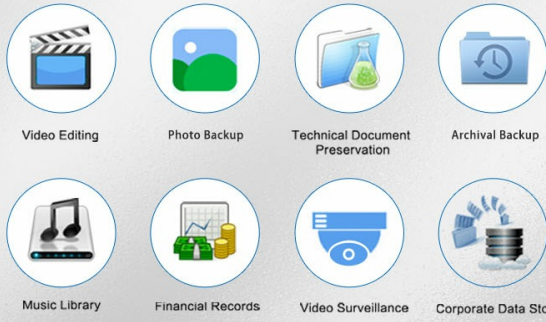 Video Editing
Photo Backup
Technical Document
Preservation
Archival Backup
Music Library
Financial Records
Video Surveillance
Corporate Data